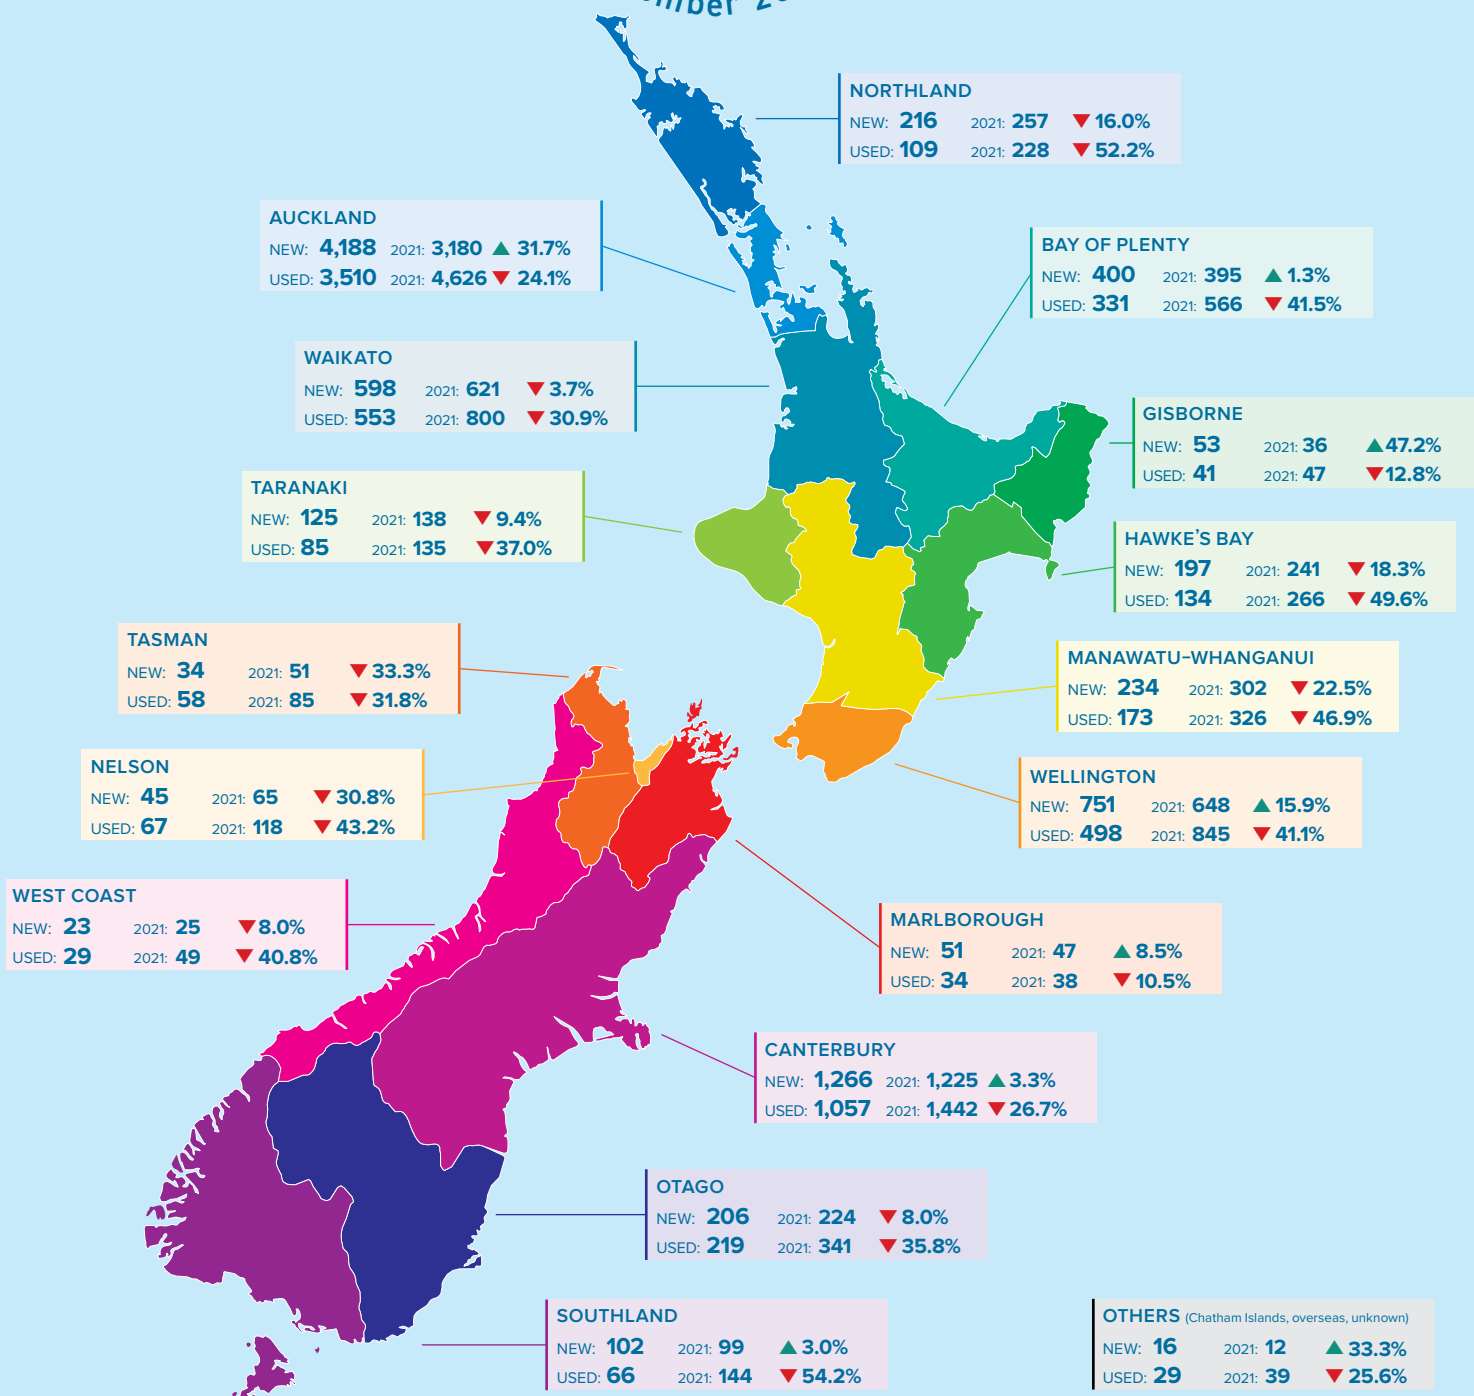 NORTHLAND
NEW: 216 2021: 257 ▼ 16.0%
USED: 109 2021: 228 ▼ 52.2%
AUCKLAND
NEW: 4,188 2021: 3,180 ▲ 31.7%
USED: 3,510 2021: 4,626 ▼ 24.1%
BAY OF PLENTY
NEW: 400 2021: 395 ▲ 1.3%
USED: 331 2021: 566 ▼ 41.5%
WAIKATO
NEW: 598 2021: 621 ▼ 3.7%
USED: 553 2021: 800 ▼ 30.9%
GISBORNE
NEW: 53 2021: 36 ▲ 47.2%
USED: 41 2021: 47 ▼ 12.8%
TARANAKI
NEW: 125 2021: 138 ▼ 9.4%
USED: 85 2021: 135 ▼ 37.0%
HAWKE'S BAY
NEW: 197 2021: 241 ▼ 18.3%
USED: 134 2021: 266 ▼ 49.6%
TASMAN
NEW: 34 2021: 51 ▼ 33.3%
USED: 58 2021: 85 ▼ 31.8%
MANAWATU-WHANGANUI
NEW: 234 2021: 302 ▼ 22.5%
USED: 173 2021: 326 ▼ 46.9%
NELSON
NEW: 45 2021: 65 ▼ 30.8%
USED: 67 2021: 118 ▼ 43.2%
WELLINGTON
NEW: 751 2021: 648 ▲ 15.9%
USED: 498 2021: 845 ▼ 41.1%
WEST COAST
NEW: 23 2021: 25 ▼ 8.0%
USED: 29 2021: 49 ▼ 40.8%
MARLBOROUGH
NEW: 51 2021: 47 ▲ 8.5%
USED: 34 2021: 38 ▼ 10.5%
CANTERBURY
NEW: 1,266 2021: 1,225 ▲ 3.3%
USED: 1,057 2021: 1,442 ▼ 26.7%
OTAGO
NEW: 206 2021: 224 ▼ 8.0%
USED: 219 2021: 341 ▼ 35.8%
SOUTHLAND
NEW: 102 2021: 99 ▲ 3.0%
USED: 66 2021: 144 ▼ 54.2%
OTHERS (Chatham Islands, overseas, unknown)
NEW: 16 2021: 12 ▲ 33.3%
USED: 29 2021: 39 ▼ 25.6%